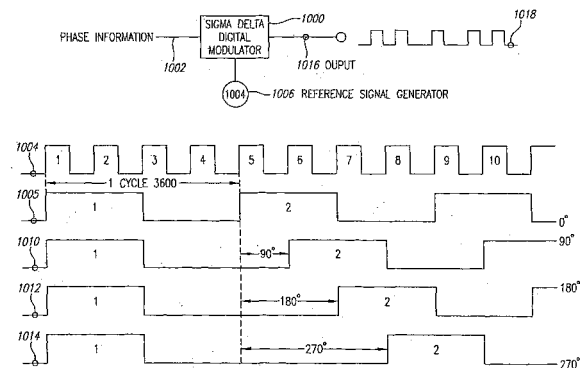 SIGMA DELTA
DIGITAL
MODULATOR
1000
PHASE INFORMATION
1002
1016 OUPUT
1018
1004
1006 REFERENCE SIGNAL GENERATOR
1004
1 2 3 4 5 6 7 8 9 10
1 CYCLE 3600
1005
1 2
0°
1010
1 90° 2
90°
1012
1 180° 2
180°
1014
1 270° 2
270°